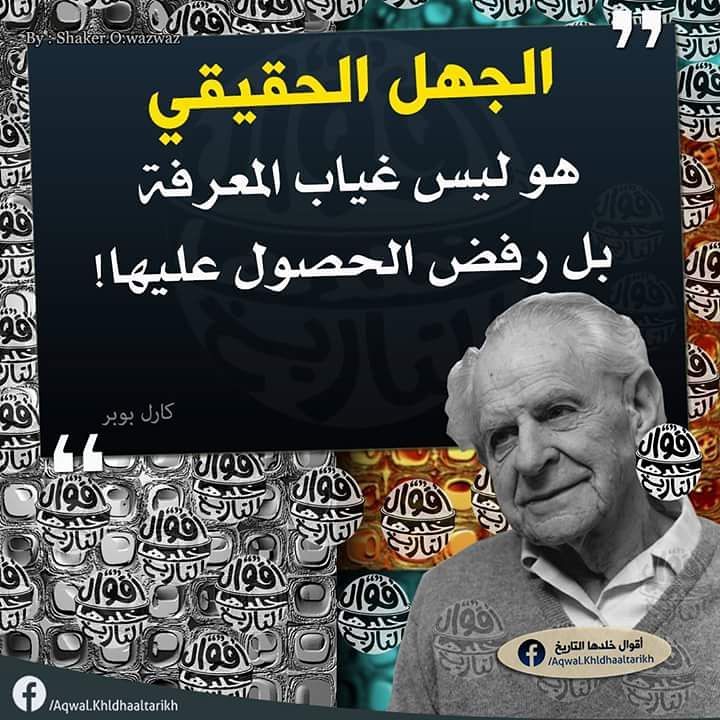 By : Shaker.O.wazwaz
الجهل الحقيقي
هو ليس غياب المعرفة
بل رفض الحصول عليها!
كارل بوبر
أقوال خلدها التاريخ
/Aqwal.Khldhaaltarikh
/Aqwal.Khldhaaltarikh